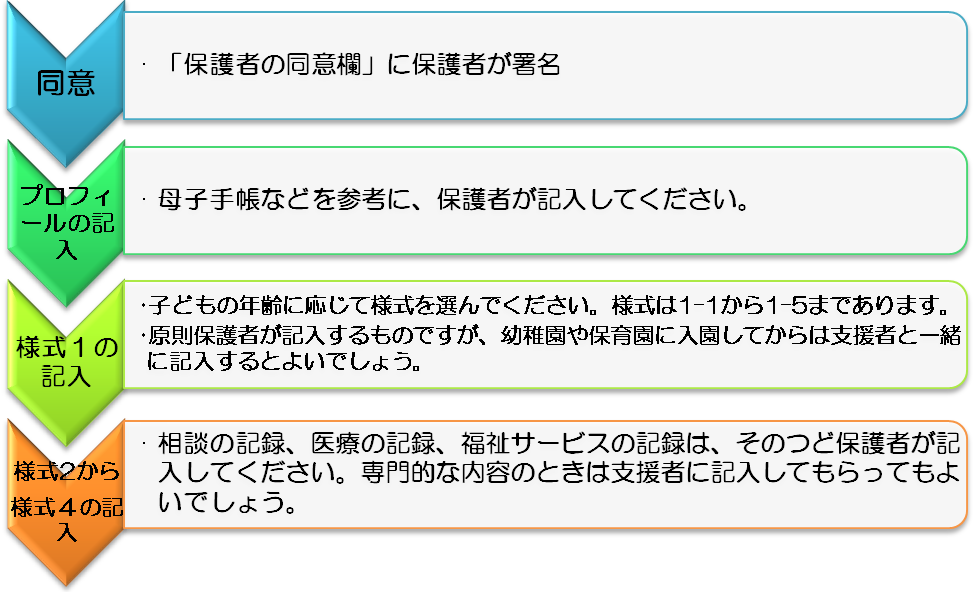 同意
・「保護者の同意欄」に保護者が署名
プロフィ
ールの記
入
・母子手帳などを参考に、保護者が記入してください。
様式１の
記入
・子どもの年齢に応じて様式を選んでください。様式は1-1から1-5まであります。
・原則保護者が記入するものですが、幼稚園や保育園に入園してからは支援者と一緒
に記入するとよいでしょう。
様式２から
様式４の記
入
・相談の記録、医療の記録、福祉サービスの記録は、そのつど保護者が記
入してください。専門的な内容のときは支援者に記入してもらってもよ
いでしょう。